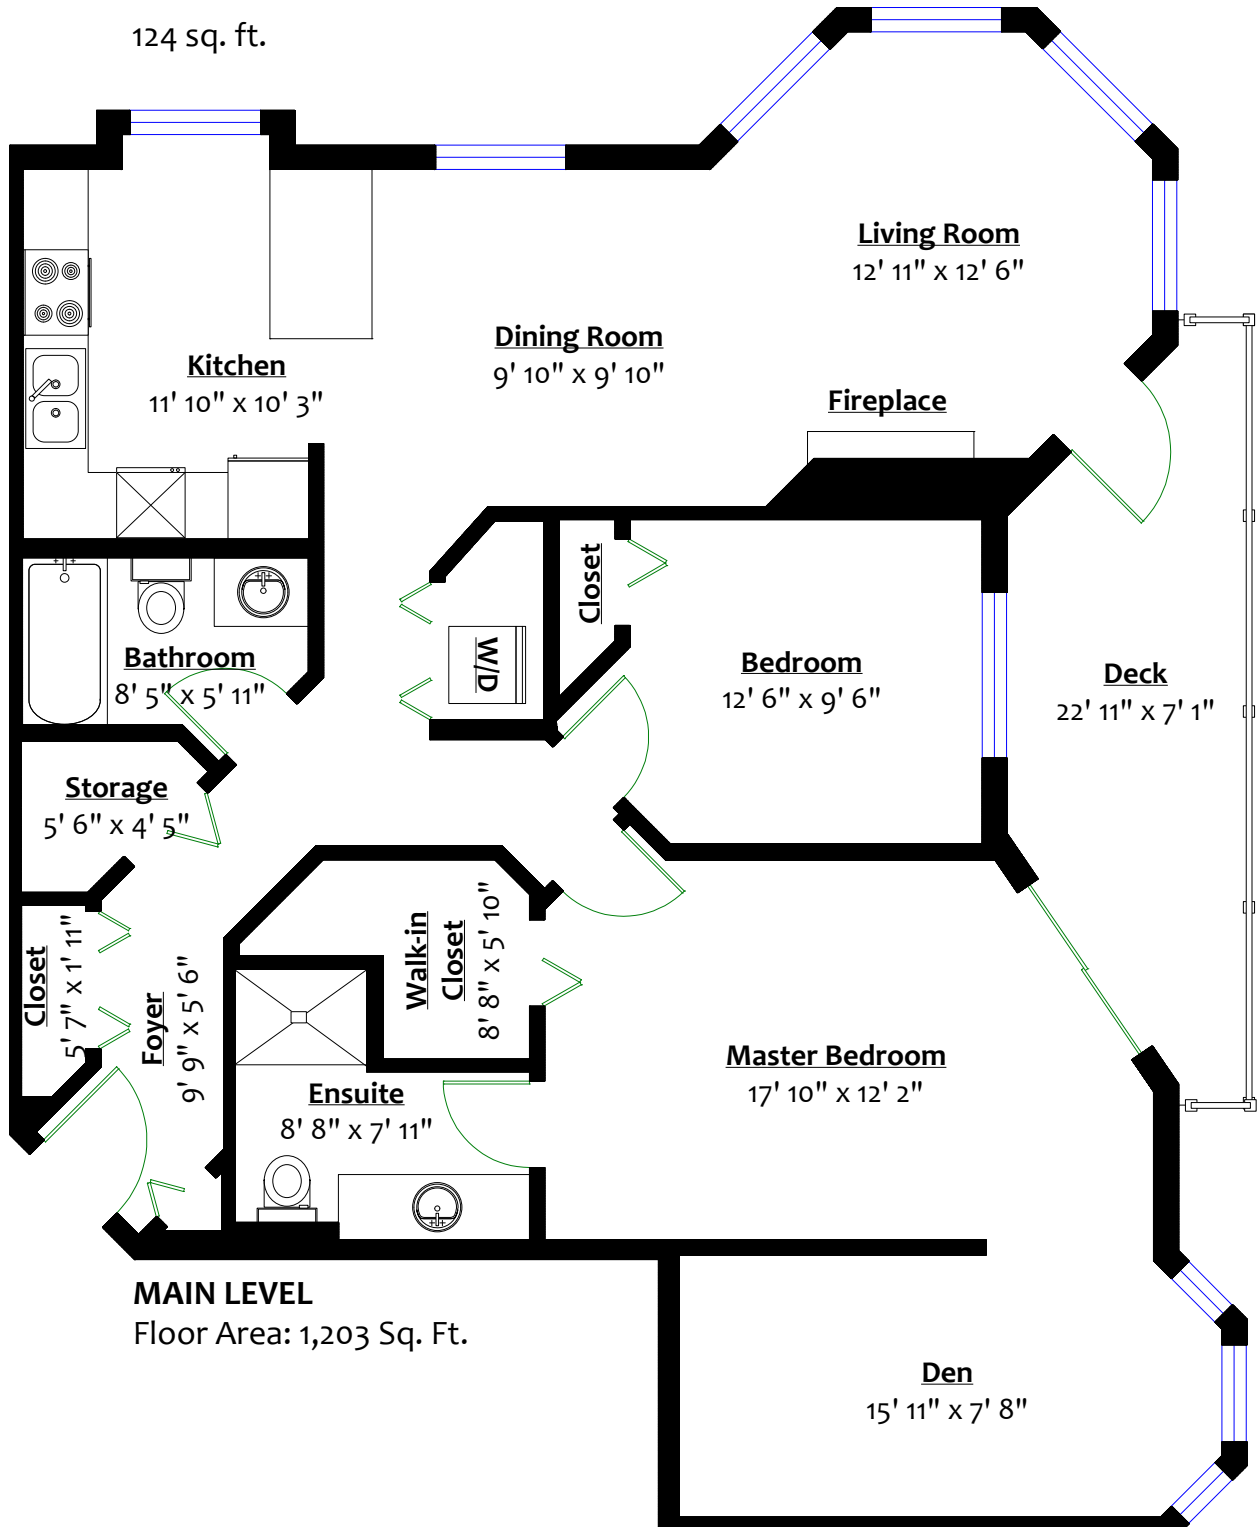 124 sq. ft.
Living Room
12' 11" x 12' 6"
Dining Room
9' 10" x 9' 10"
Kitchen
11' 10" x 10' 3"
Fireplace
Closet
W/D
Bathroom
8' 5" x 5' 11"
Bedroom
12' 6" x 9' 6"
Deck
22' 11" x 7' 1"
Storage
5' 6" x 4' 5"
Closet
5' 7" x 1' 11"
Foyer
9' 9" x 5' 6"
Walk-in
Closet
8' 8" x 5' 10"
Ensuite
8' 8" x 7' 11"
Master Bedroom
17' 10" x 12' 2"
MAIN LEVEL
Floor Area: 1,203 Sq. Ft.
Den
15' 11" x 7' 8"